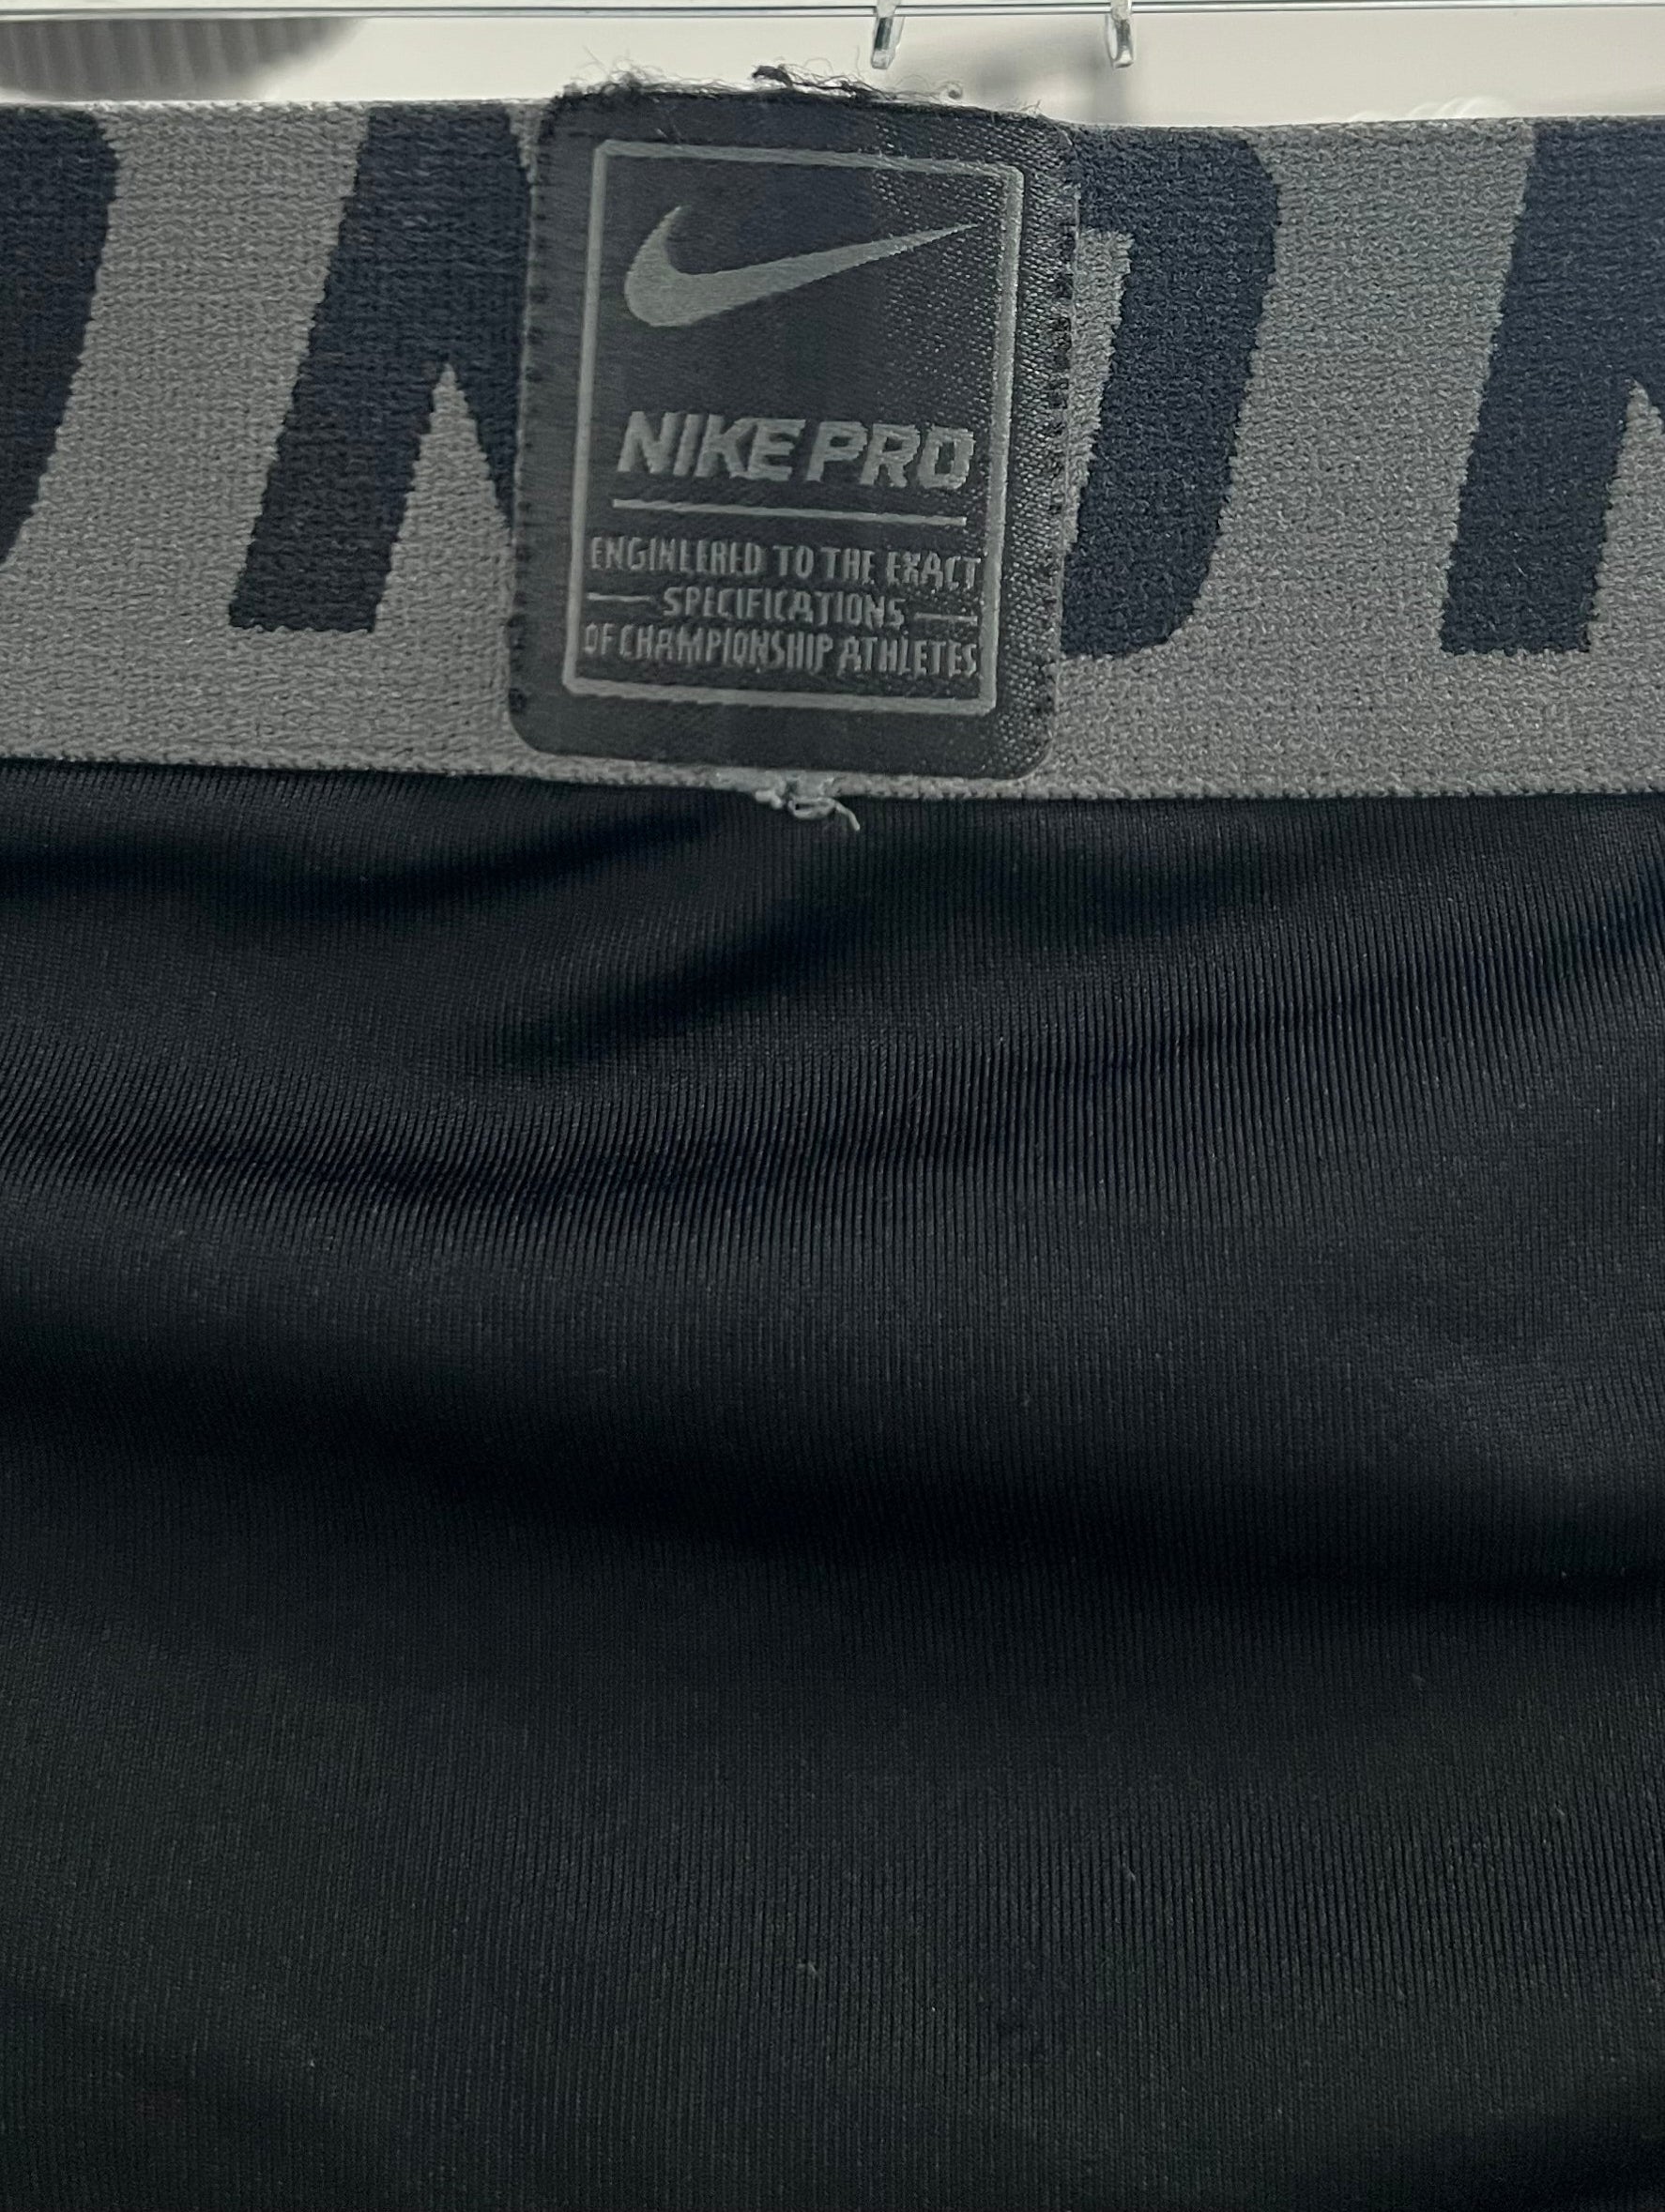 NIKE PRO
ENGINEERED TO THE EXACT
SPECIFICATIONS
OF CHAMPIONSHIP ATHLETES